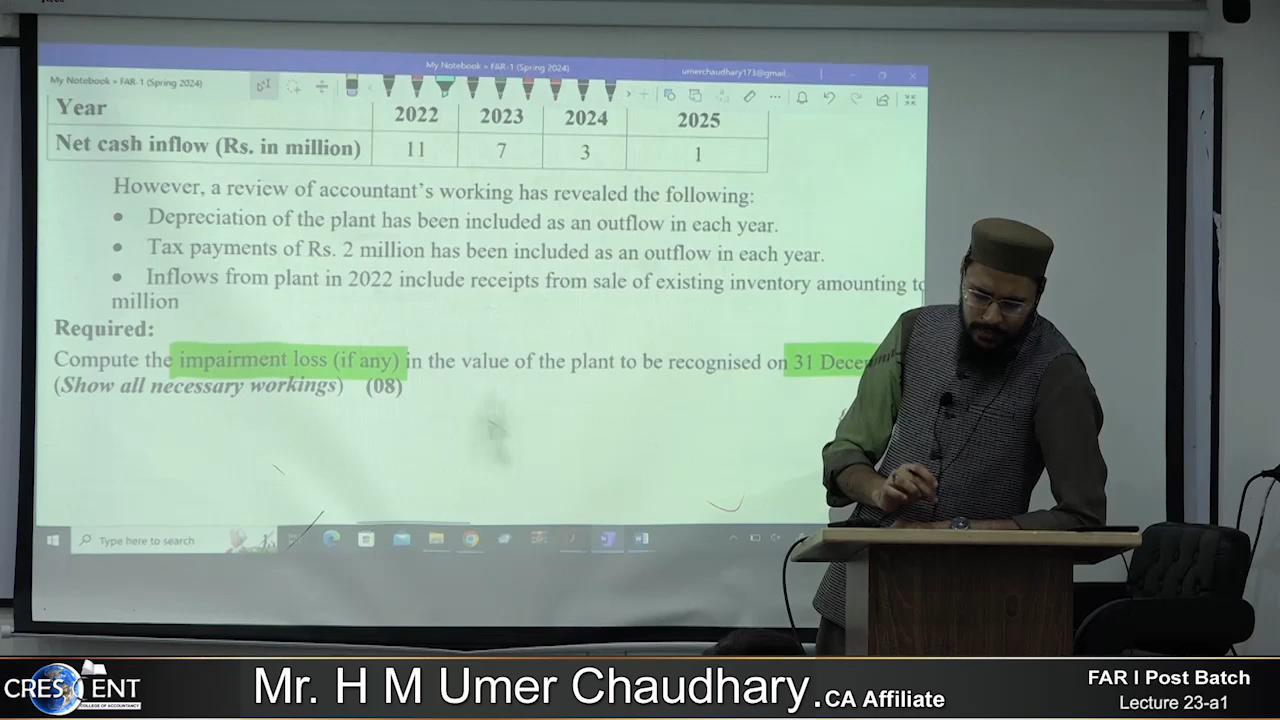 My Notebook » FAR-1 (Spring 2024)
umerchaudhary173@gmail...
My Notebook » FAR-1 (Spring 2024)
Year 2022 2023 2024 2025
Net cash inflow (Rs. in million) 11 7 3 1
However, a review of accountant's working has revealed the following:
• Depreciation of the plant has been included as an outflow in each year.
• Tax payments of Rs. 2 million has been included as an outflow in each year.
• Inflows from plant in 2022 include receipts from sale of existing inventory amounting to
million
Required:
Compute the impairment loss (if any) in the value of the plant to be recognised on 31 Decem
(Show all necessary workings) (08)
Type here to search
CRESCENT
COLLEGE OF ACCOUNTANCY
Mr. H M Umer Chaudhary .CA Affiliate
FAR I Post Batch
Lecture 23-a1